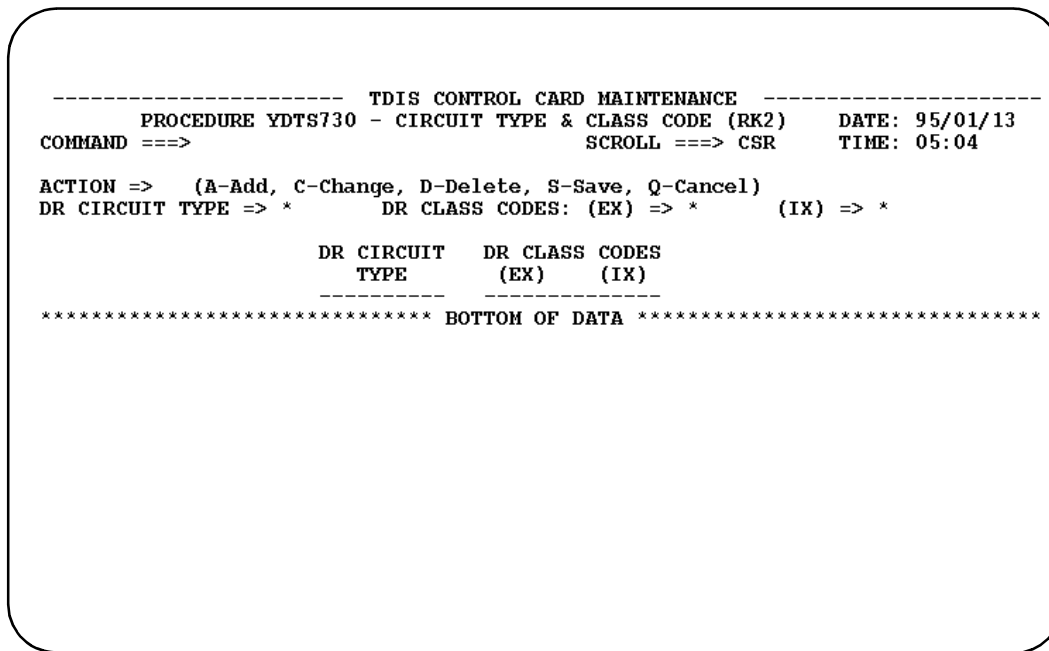 ----------------------- TDIS CONTROL CARD MAINTENANCE ----------------------
PROCEDURE YDTS730 - CIRCUIT TYPE & CLASS CODE (RK2) DATE: 95/01/13
COMMAND ===> SCROLL ===> CSR TIME: 05:04
ACTION => (A-Add, C-Change, D-Delete, S-Save, Q-Cancel)
DR CIRCUIT TYPE => * DR CLASS CODES: (EX) => * (IX) => *
DR CIRCUIT DR CLASS CODES
TYPE (EX) (IX)
---------- --------------
******************************* BOTTOM OF DATA ********************************